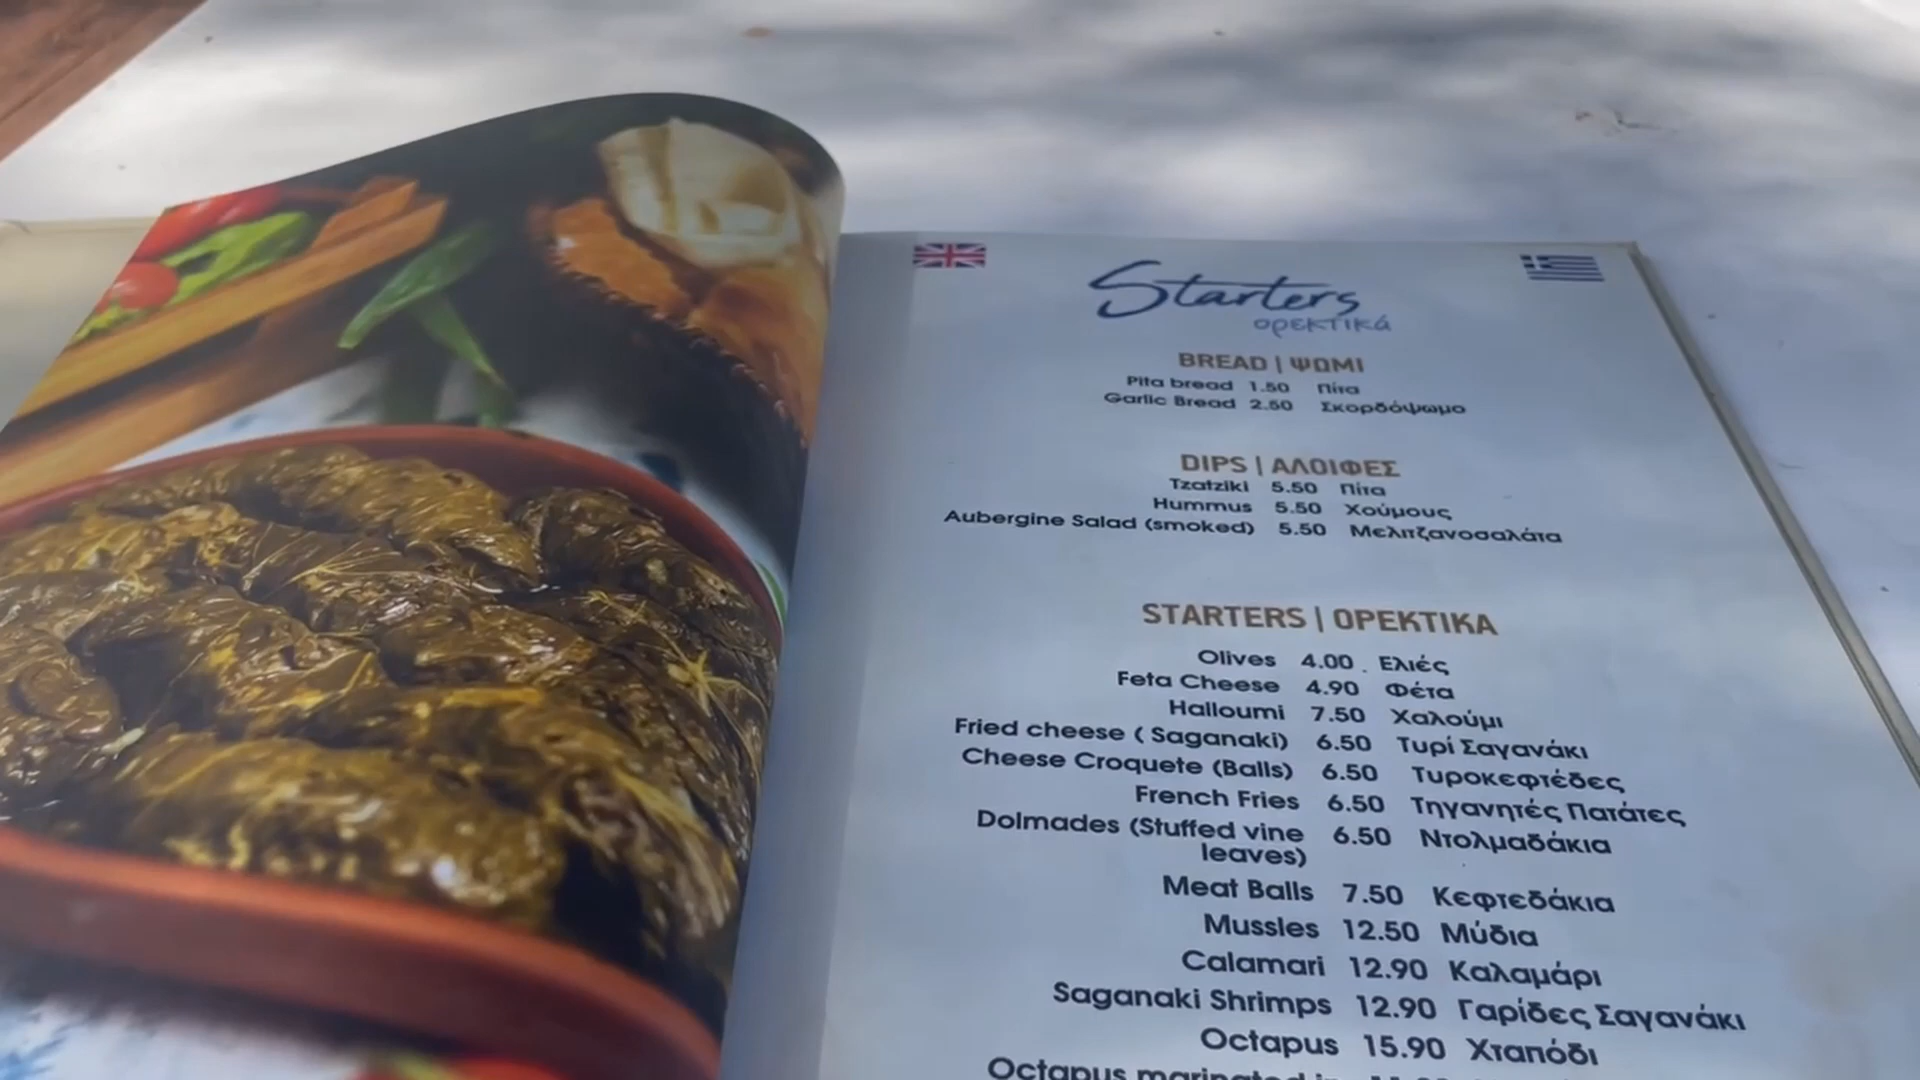 Starters
ορεκτικά
BREAD | ΨΩΜΙ
Pita bread 1.50 Πίτα
Garlic Bread 2.50 Σκορδόψωμο
DIPS | ΑΛΟΙΦΕΣ
Tzatziki 5.50 Πίτα
Hummus 5.50 Χούμους
Aubergine Salad (smoked) 5.50 Μελιτζανοσαλάτα
STARTERS | ΟΡΕΚΤΙΚΑ
Olives 4.00 . Ελιές
Feta Cheese 4.90 Φέτα
Halloumi 7.50 Χαλούμι
Fried cheese ( Saganaki) 6.50 Τυρί Σαγανάκι
Cheese Croquete (Balls) 6.50 Τυροκεφτέδες
French Fries 6.50 Τηγανητές Πατάτες
Dolmades (Stuffed vine 6.50 Ντολμαδάκια
leaves)
Meat Balls 7.50 Κεφτεδάκια
Mussles 12.50 Μύδια
Calamari 12.90 Καλαμάρι
Saganaki Shrimps 12.90 Γαρίδες Σαγανάκι
Octapus 15.90 Χταπόδι
Octapus marinated in